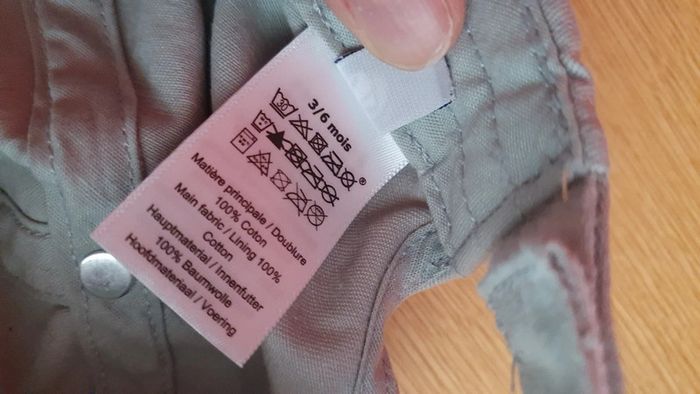 3/6 mois
30
®
Matière principale / Doublure
100% Coton
Main fabric / Lining 100%
Cotton
Hauptmaterial / Innenfutter
100% Baumwolle
Hoofdmateriaal / Voering